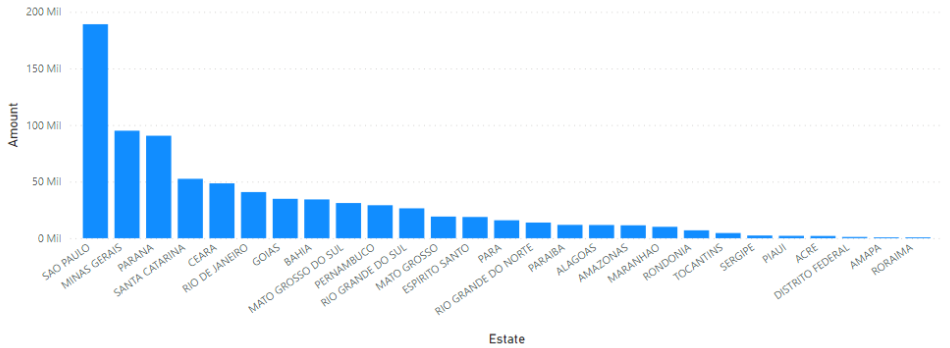 200 Mil
150 Mil
100 Mil
50 Mil
0 Mil
Amount
SAO PAULO
MINAS GERAIS
PARANA
SANTA CATARINA
CEARA
RIO DE JANEIRO
GOIAS
BAHIA
MATO GROSSO DO SUL
PERNAMBUCO
RIO GRANDE DO SUL
MATO GROSSO
ESPIRITO SANTO
PARA
RIO GRANDE DO NORTE
PARAIBA
ALAGOAS
AMAZONAS
MARANHAO
RONDONIA
TOCANTINS
SERGIPE
PIAUI
ACRE
DISTRITO FEDERAL
AMAPA
RORAIMA
Estate